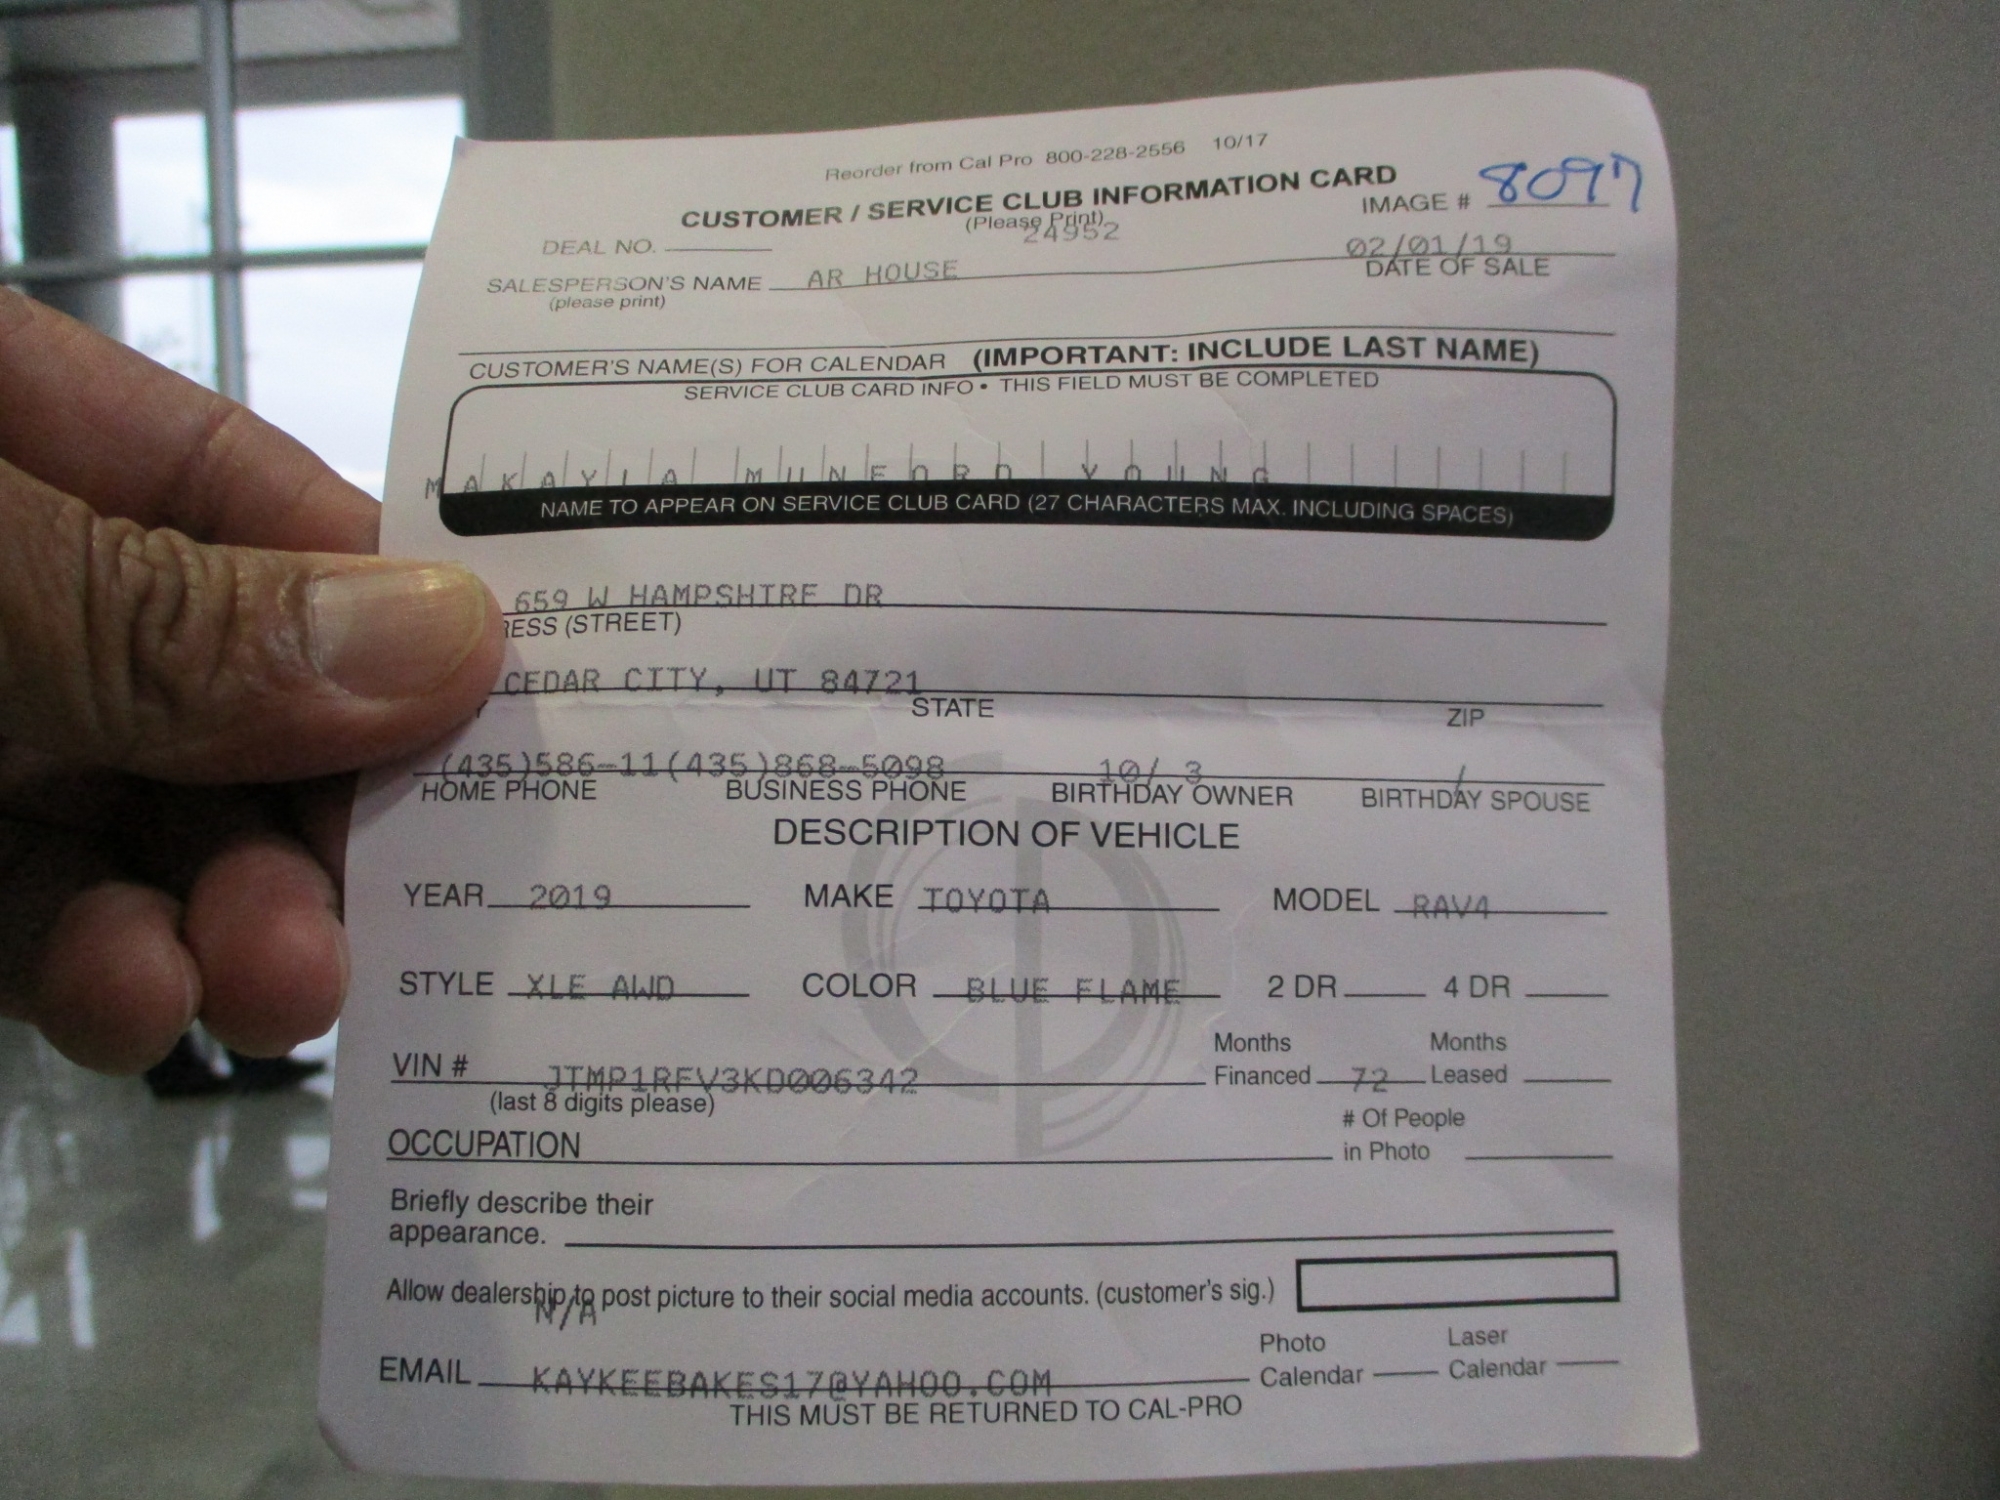 Reorder from Cal Pro 800-228-2556 10/17
CUSTOMER / SERVICE CLUB INFORMATION CARD
(Please Print)
IMAGE # 8097
DEAL NO. 24952
02/01/19
DATE OF SALE
SALESPERSON'S NAME AR HOUSE
(please print)
CUSTOMER'S NAME(S) FOR CALENDAR (IMPORTANT: INCLUDE LAST NAME)
SERVICE CLUB CARD INFO • THIS FIELD MUST BE COMPLETED
MAKAYLA MUNFORD YOUNG
NAME TO APPEAR ON SERVICE CLUB CARD (27 CHARACTERS MAX. INCLUDING SPACES)
659 W HAMPSHIRE DR
RESS (STREET)
CEDAR CITY, UT 84721
Y STATE ZIP
(435)586-11(435)868-5098 10/ 3 /
HOME PHONE BUSINESS PHONE BIRTHDAY OWNER BIRTHDAY SPOUSE
DESCRIPTION OF VEHICLE
YEAR 2019 MAKE TOYOTA MODEL RAV4
STYLE XLE AWD COLOR BLUE FLAME 2 DR 4 DR
Months Months
VIN # JTMP1RFV3KD006342 Financed 72 Leased
(last 8 digits please)
# Of People
OCCUPATION in Photo
Briefly describe their
appearance.
Allow dealership to post picture to their social media accounts. (customer's sig.)
N/A
Photo Laser
EMAIL KAYKEEBAKES17@YAHOO.COM Calendar Calendar
THIS MUST BE RETURNED TO CAL-PRO